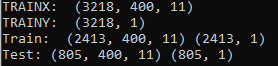 TRAINX:  (3218, 400, 11)
TRAINY:  (3218, 1)
Train:  (2413, 400, 11) (2413, 1)
Test: (805, 400, 11) (805, 1)